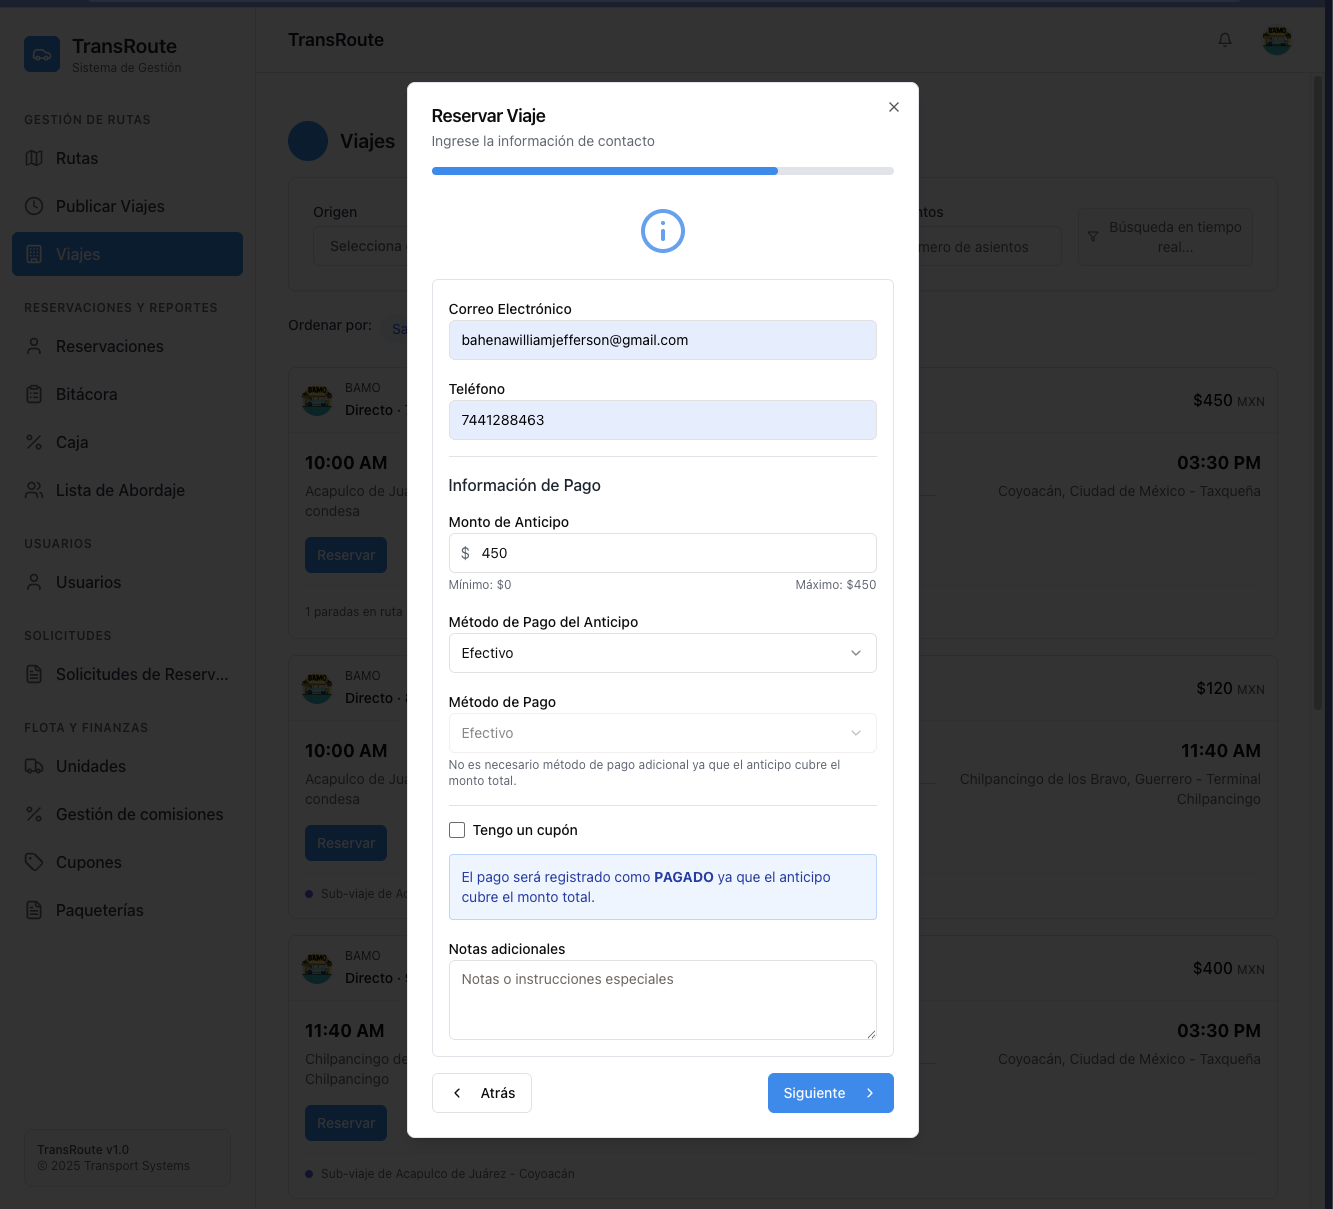 TransRoute
Sistema de Gestión
GESTIÓN DE RUTAS
Rutas
Publicar Viajes
Viajes
RESERVACIONES Y REPORTES
Reservaciones
Bitácora
Caja
Lista de Abordaje
USUARIOS
Usuarios
SOLICITUDES
Solicitudes de Reserv...
FLOTA Y FINANZAS
Unidades
Gestión de comisiones
Cupones
Paqueterías
TransRoute v1.0
© 2025 Transport Systems
TransRoute
Viajes
Origen
Selecciona
ntos
mero de asientos
Búsqueda en tiempo
real...
Ordenar por:
Sa
BAMO
Directo ·
$450 MXN
10:00 AM
Acapulco de Juá
condesa
03:30 PM
Coyoacán, Ciudad de México - Taxqueña
Reservar
1 paradas en ruta
BAMO
Directo ·
$120 MXN
10:00 AM
Acapulco de Juá
condesa
11:40 AM
Chilpancingo de los Bravo, Guerrero - Terminal
Chilpancingo
Reservar
Sub-viaje de Ac
BAMO
Directo ·
$400 MXN
11:40 AM
Chilpancingo de
Chilpancingo
03:30 PM
Coyoacán, Ciudad de México - Taxqueña
Reservar
Sub-viaje de Acapulco de Juárez - Coyoacán
Reservar Viaje
Ingrese la información de contacto
Correo Electrónico
bahenawilliamjefferson@gmail.com
Teléfono
7441288463
Información de Pago
Monto de Anticipo
$ 450
Mínimo: $0
Máximo: $450
Método de Pago del Anticipo
Efectivo
Método de Pago
Efectivo
No es necesario método de pago adicional ya que el anticipo cubre el
monto total.
Tengo un cupón
El pago será registrado como PAGADO ya que el anticipo
cubre el monto total.
Notas adicionales
Notas o instrucciones especiales
Atrás
Siguiente